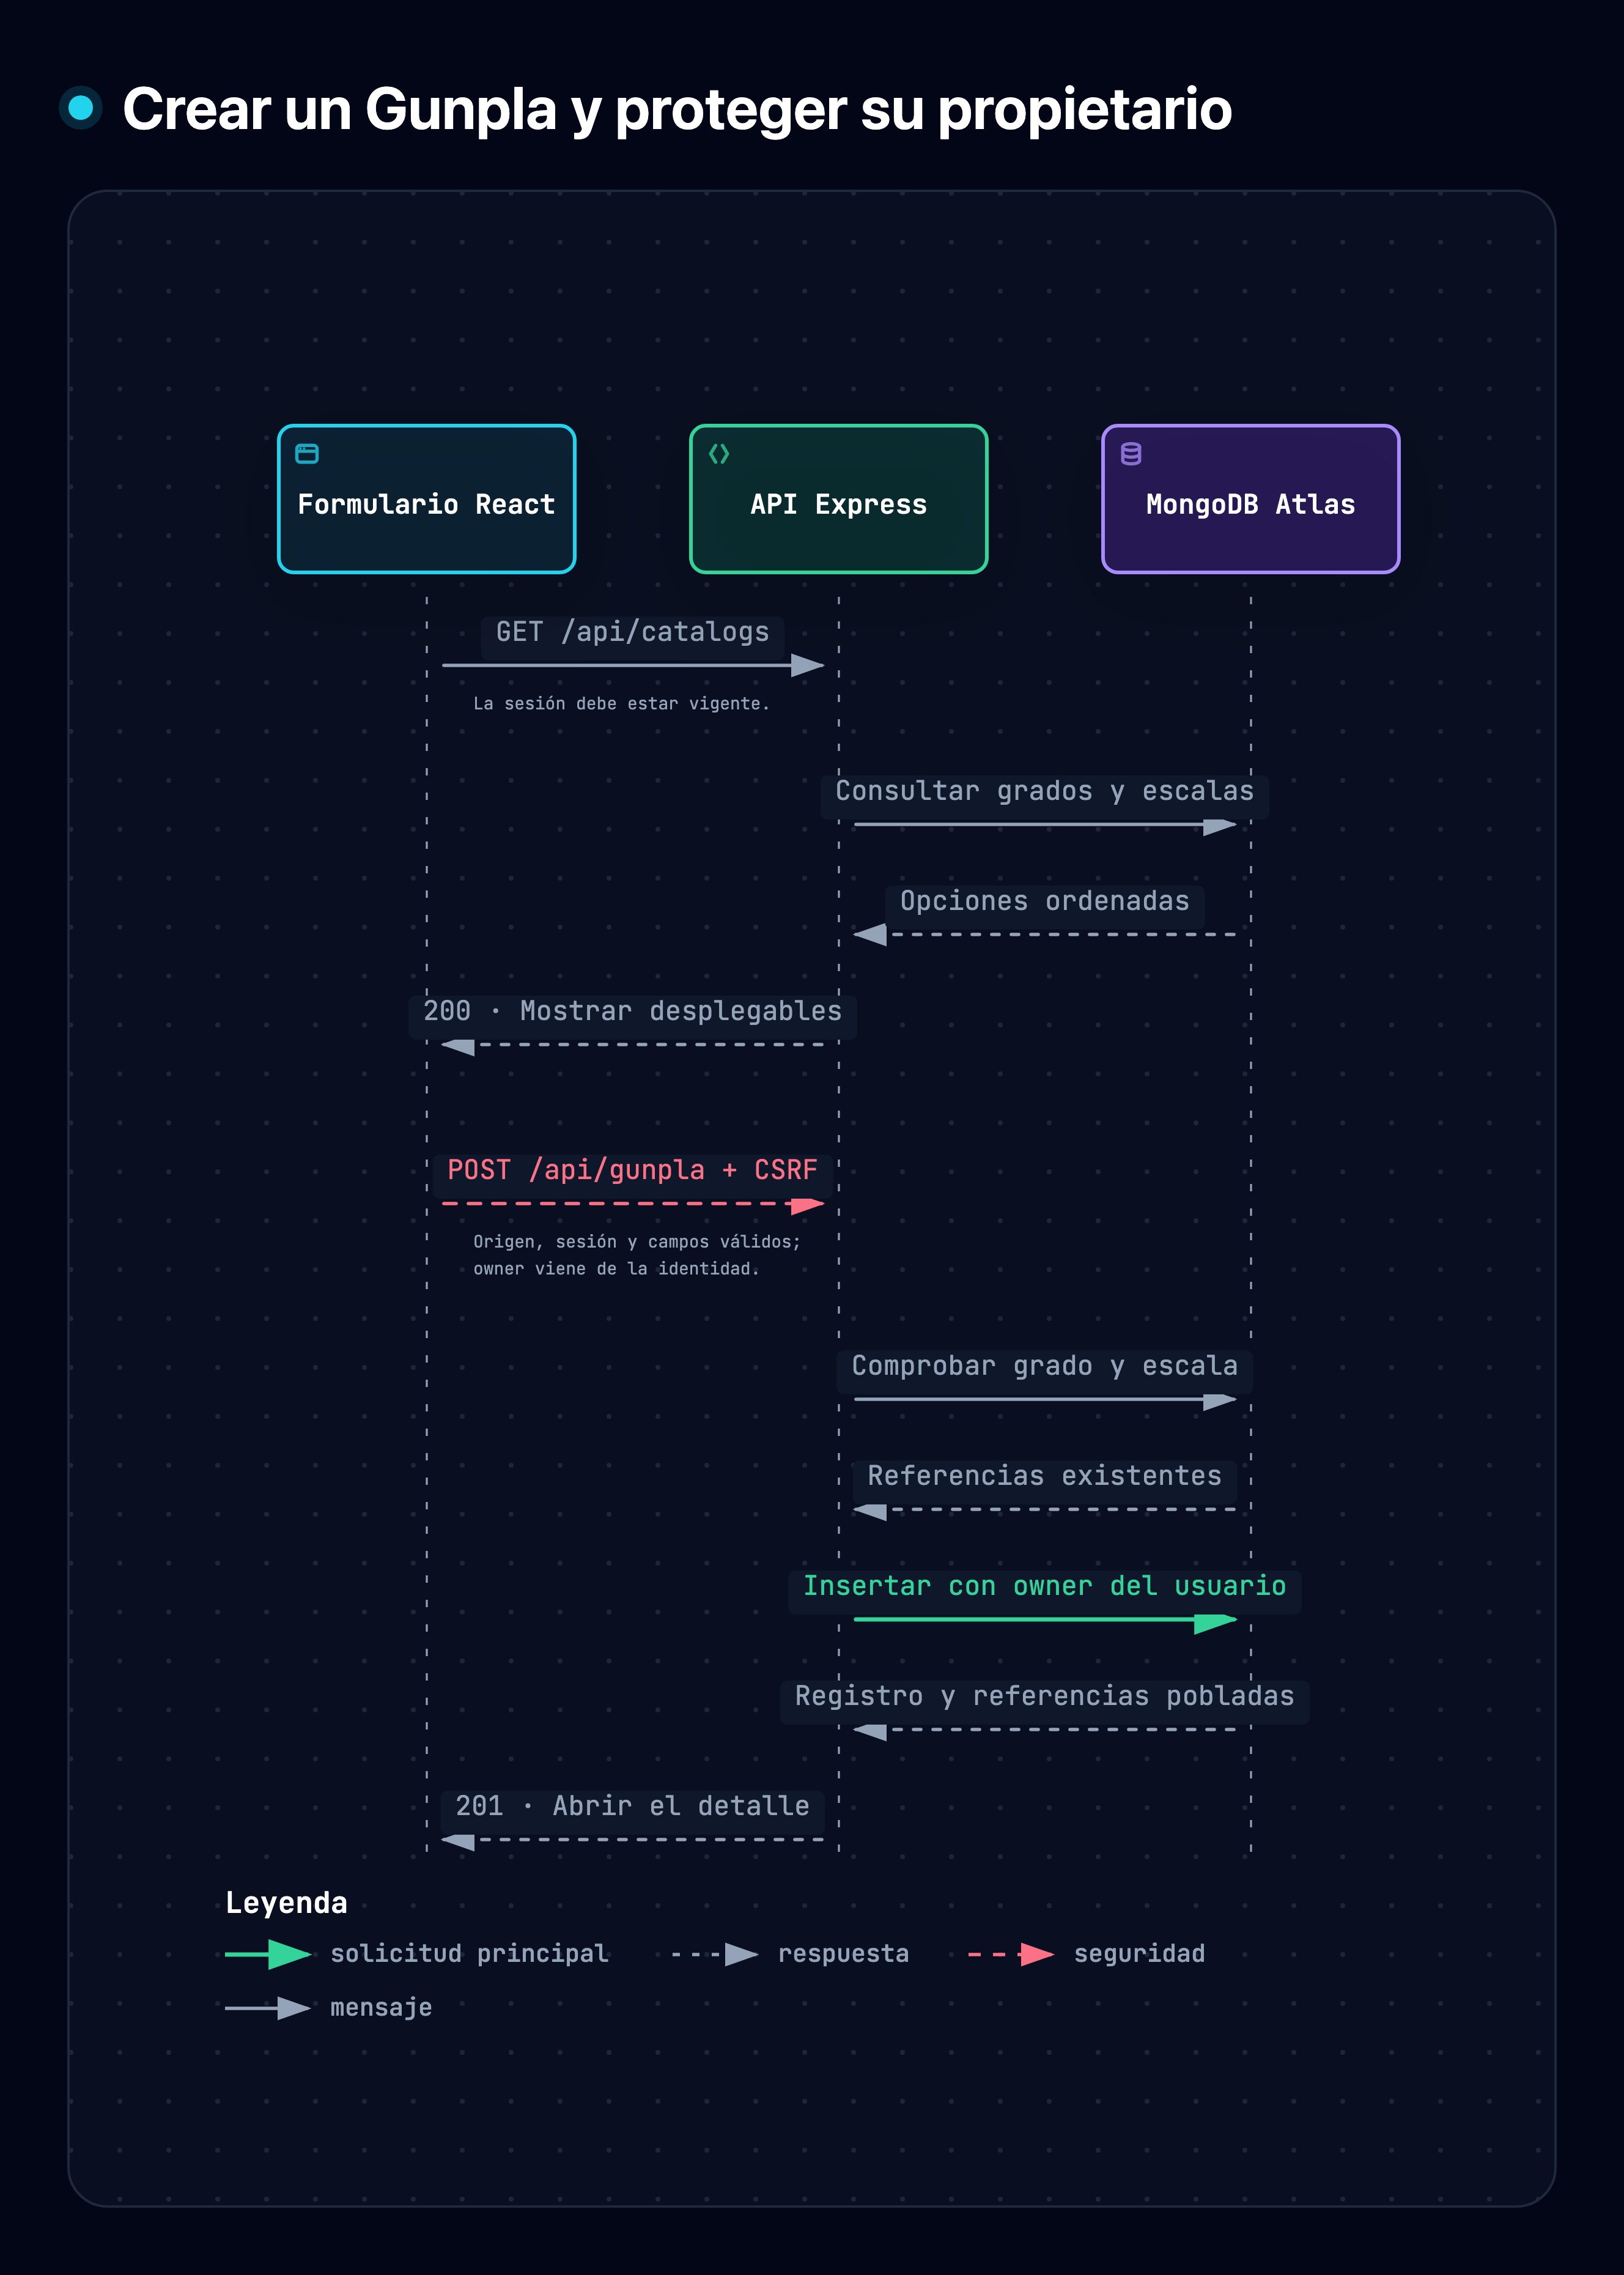 Crear un Gunpla y proteger su propietario
Formulario React
API Express
MongoDB Atlas
GET /api/catalogs
La sesión debe estar vigente.
Consultar grados y escalas
Opciones ordenadas
200 · Mostrar desplegables
POST /api/gunpla + CSRF
Origen, sesión y campos válidos;
owner viene de la identidad.
Comprobar grado y escala
Referencias existentes
Insertar con owner del usuario
Registro y referencias pobladas
201 · Abrir el detalle
Leyenda
solicitud principal
respuesta
seguridad
mensaje